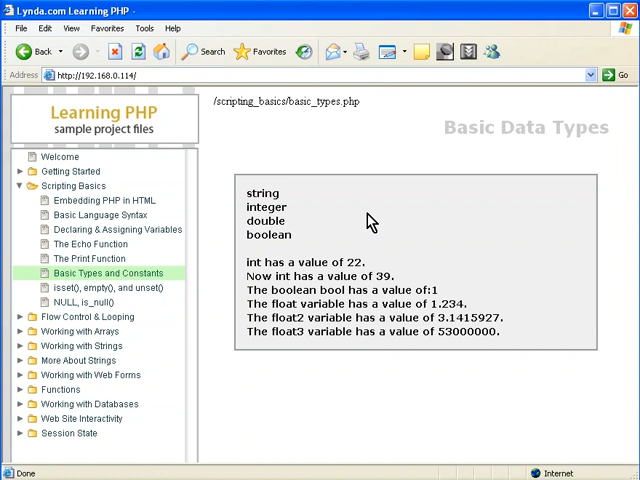 Lynda.com Learning PHP -
File Edit View Favorites Tools Help
Back Search Favorites
Address http://192.168.0.114/ Go
Learning PHP
sample project files
Welcome
Getting Started
Scripting Basics
Embedding PHP in HTML
Basic Language Syntax
Declaring & Assigning Variables
The Echo Function
The Print Function
Basic Types and Constants
isset(), empty(), and unset()
NULL, is_null()
Flow Control & Looping
Working with Arrays
Working with Strings
More About Strings
Working with Web Forms
Functions
Working with Databases
Web Site Interactivity
Session State
/scripting_basics/basic_types.php
Basic Data Types
string
integer
double
boolean
int has a value of 22.
Now int has a value of 39.
The boolean bool has a value of:1
The float variable has a value of 1.234.
The float2 variable has a value of 3.1415927.
The float3 variable has a value of 53000000.
Done Internet